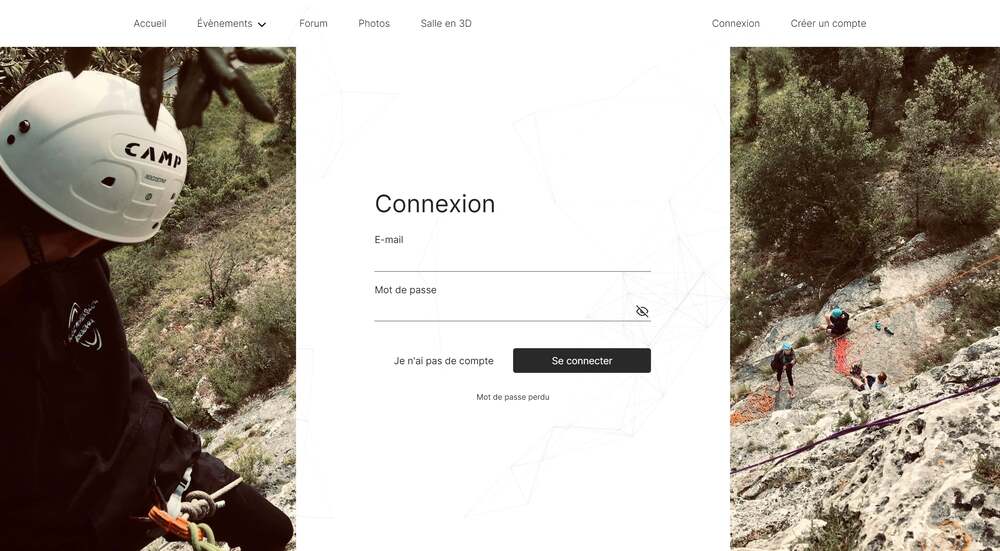 Accueil
Évènements
Forum
Photos
Salle en 3D
Connexion
Créer un compte
CAMP
Connexion
E-mail
Mot de passe
Je n'ai pas de compte
Se connecter
Mot de passe perdu